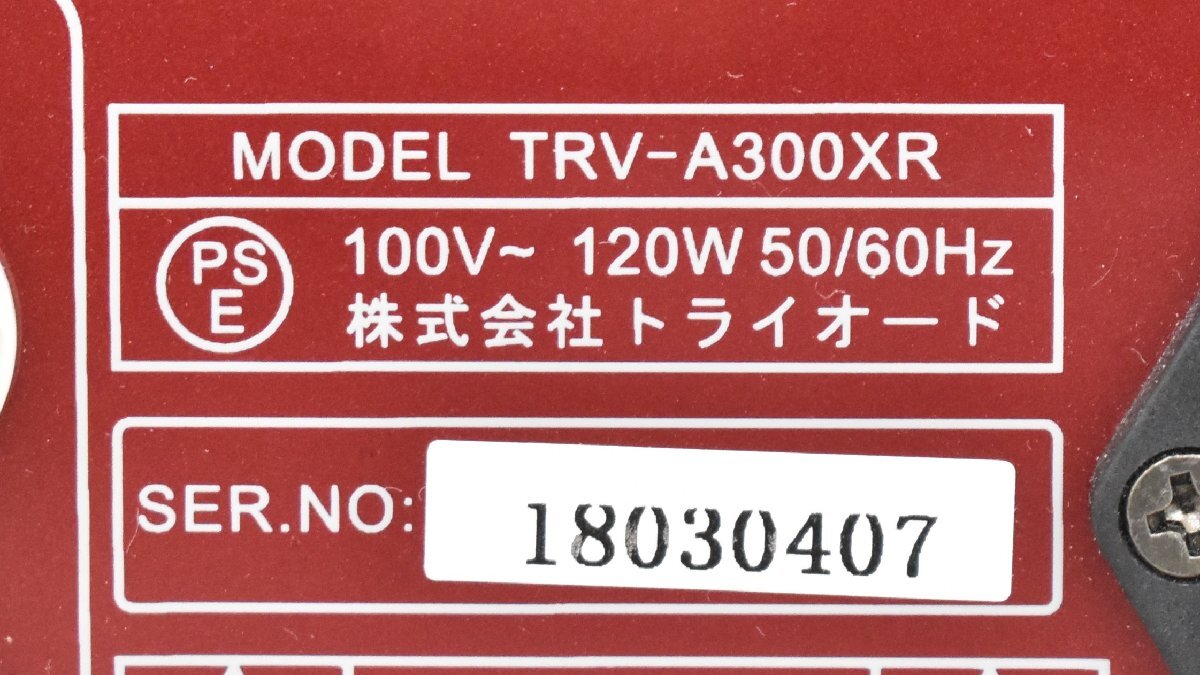 MODEL TRV-A300XR
PS
E
100V~ 120W 50/60Hz
株式会社トライオード
SER.NO:
18030407